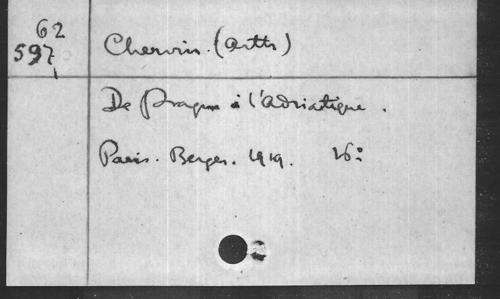 62
597
Chervin. (Arth)
De Prague à l'Adriatique.
Paris. Berger. 1919. 16: